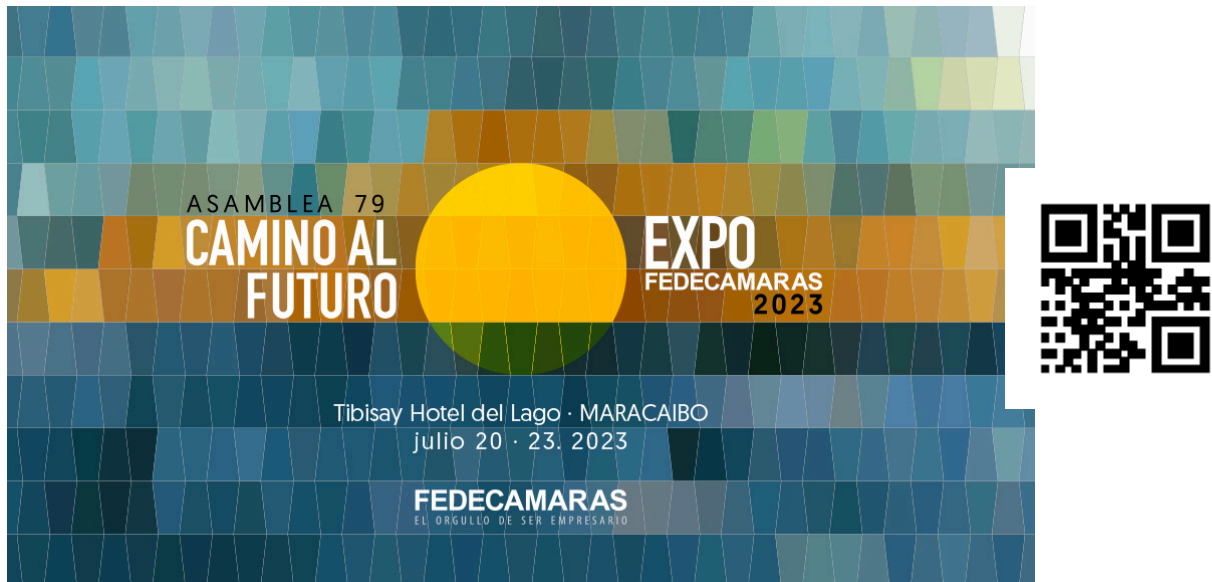 ASAMBLEA 79
CAMINO AL
FUTURO
EXPO
FEDECAMARAS
2023
Tibisay Hotel del Lago · MARACAIBO
julio 20 · 23. 2023
FEDECAMARAS
EL ORGULLO DE SER EMPRESARIO